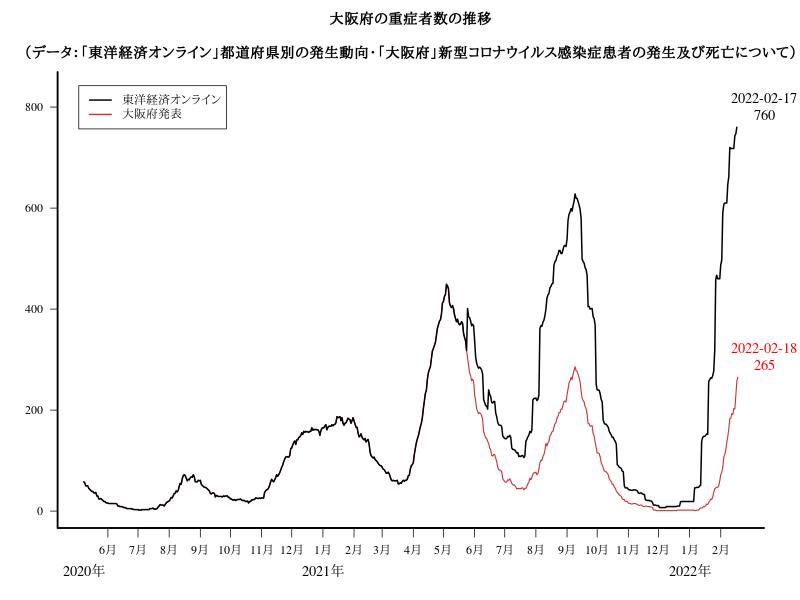 大阪府の重症者数の推移
（データ：「東洋経済オンライン」都道府県別の発生動向・「大阪府」新型コロナウイルス感染症患者の発生及び死亡について）
東洋経済オンライン
大阪府発表
2022-02-17
760
2022-02-18
265
800
600
400
200
0
6月 7月 8月 9月 10月 11月 12月 1月 2月 3月 4月 5月 6月 7月 8月 9月 10月 11月 12月 1月 2月
2020年 2021年 2022年